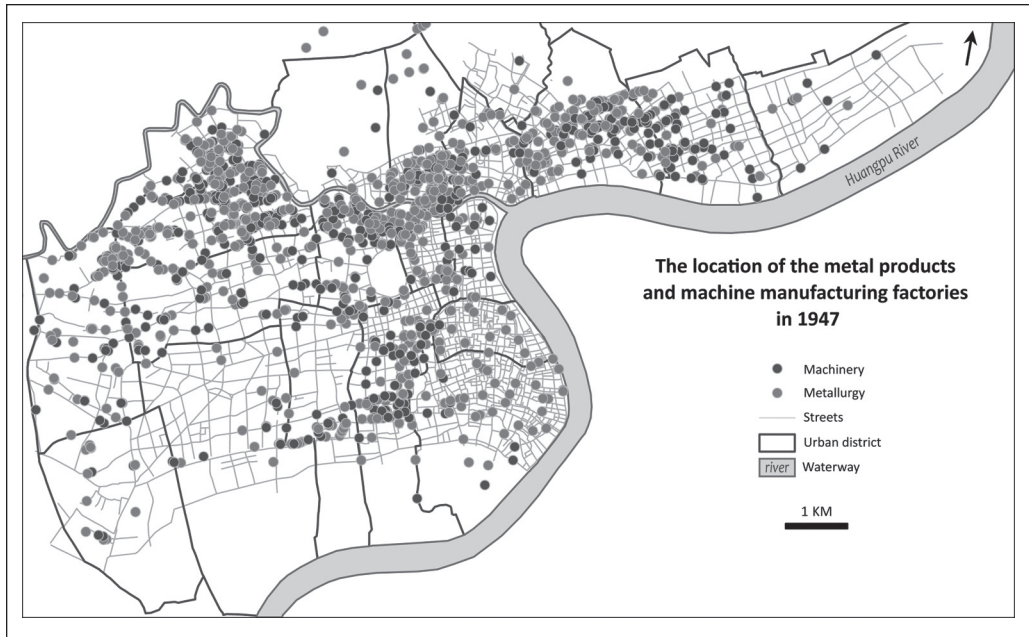 Huangpu River
The location of the metal products
and machine manufacturing factories
in 1947
Machinery
Metallurgy
Streets
Urban district
river Waterway
1 KM